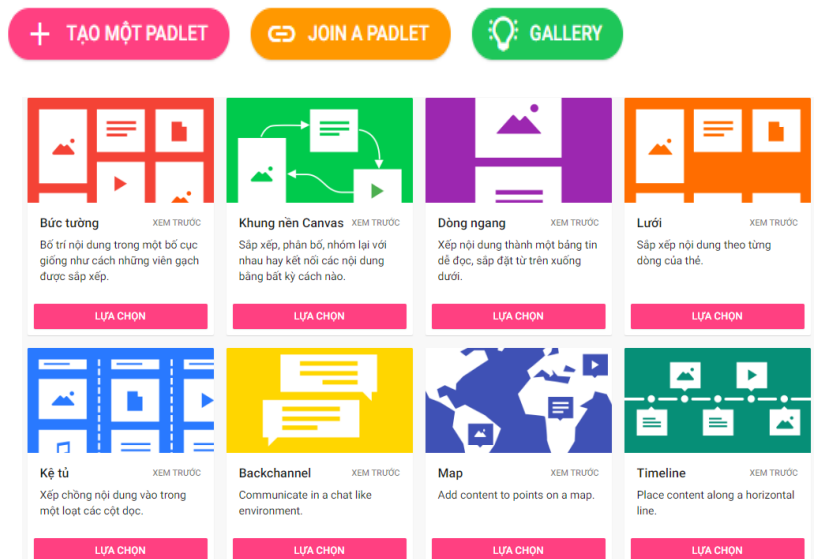 TẠO MỘT PADLET
JOIN A PADLET
GALLERY
Bức tường XEM TRƯỚC
Bố trí nội dung trong một bố cục
giống như cách những viên gạch
được sắp xếp.
LỰA CHỌN
Khung nền Canvas XEM TRƯỚC
Sắp xếp, phân bố, nhóm lại với
nhau hay kết nối các nội dung
bằng bất kỳ cách nào.
LỰA CHỌN
Dòng ngang XEM TRƯỚC
Xếp nội dung thành một bảng tin
dễ đọc, sắp đặt từ trên xuống
dưới.
LỰA CHỌN
Lưới XEM TRƯỚC
Sắp xếp nội dung theo từng
dòng của thẻ.
LỰA CHỌN
Kệ tủ XEM TRƯỚC
Xếp chồng nội dung vào trong
một loạt các cột dọc.
LỰA CHỌN
Backchannel XEM TRƯỚC
Communicate in a chat like
environment.
LỰA CHỌN
Map XEM TRƯỚC
Add content to points on a map.
LỰA CHỌN
Timeline XEM TRƯỚC
Place content along a horizontal
line.
LỰA CHỌN